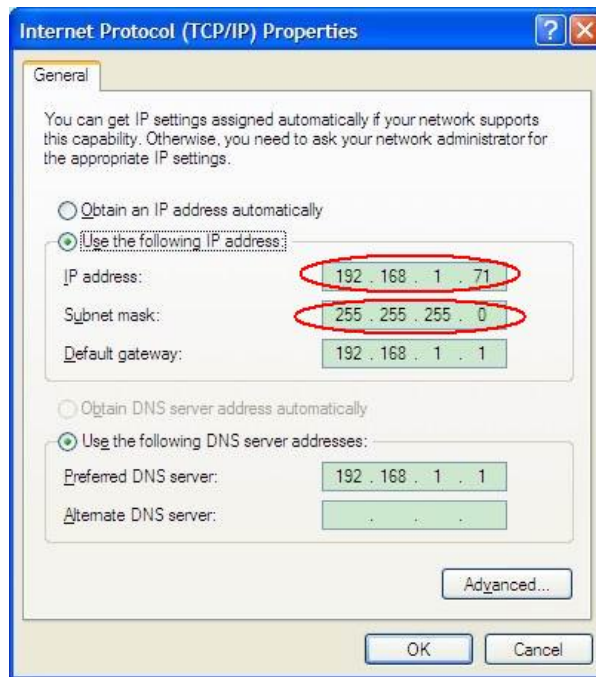 Internet Protocol (TCP/IP) Properties
General
You can get IP settings assigned automatically if your network supports
this capability. Otherwise, you need to ask your network administrator for
the appropriate IP settings.
Obtain an IP address automatically
Use the following IP address:
IP address: 192 . 168 . 1 . 71
Subnet mask: 255 . 255 . 255 . 0
Default gateway: 192 . 168 . 1 . 1
Obtain DNS server address automatically
Use the following DNS server addresses:
Preferred DNS server: 192 . 168 . 1 . 1
Alternate DNS server: . . .
Advanced...
OK Cancel